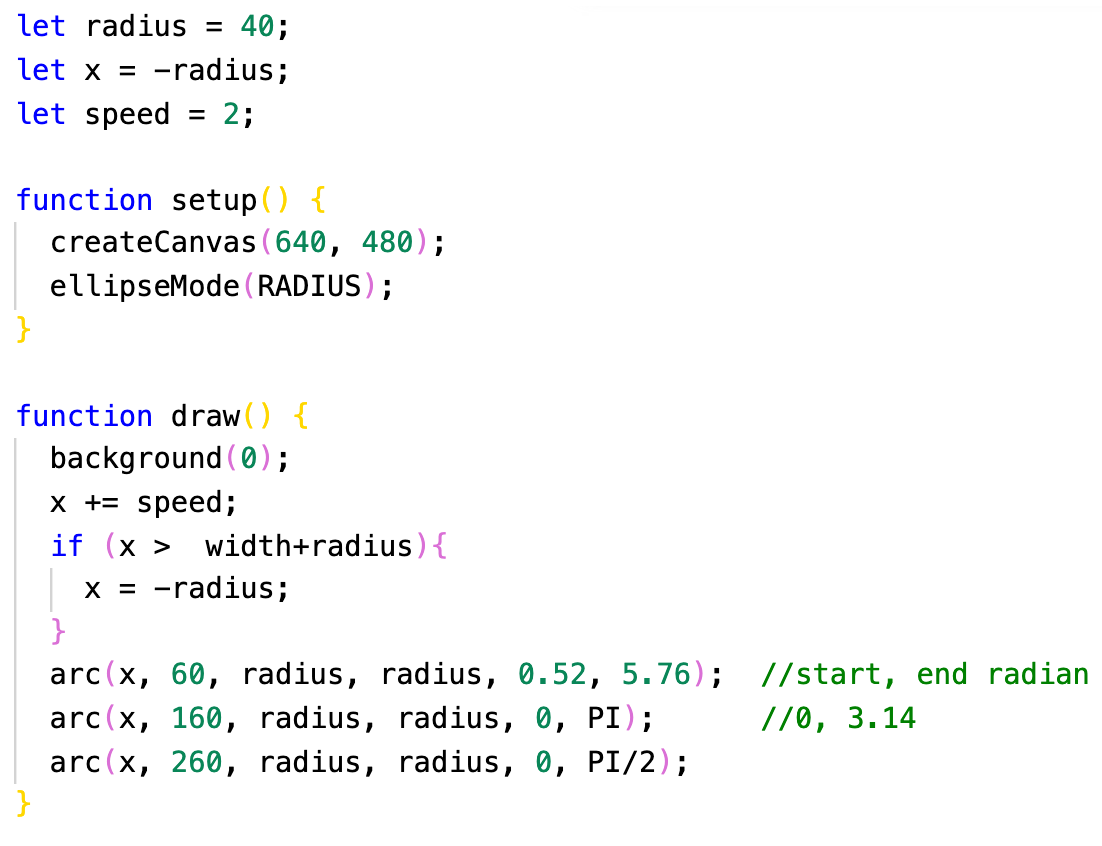 let radius = 40;
let x = -radius;
let speed = 2;

function setup() {
  createCanvas(640, 480);
  ellipseMode(RADIUS);
}

function draw() {
  background(0);
  x += speed;
  if (x >  width+radius){
    x = -radius;
  }
  arc(x, 60, radius, radius, 0.52, 5.76);  //start, end radian
  arc(x, 160, radius, radius, 0, PI);      //0, 3.14
  arc(x, 260, radius, radius, 0, PI/2);
}